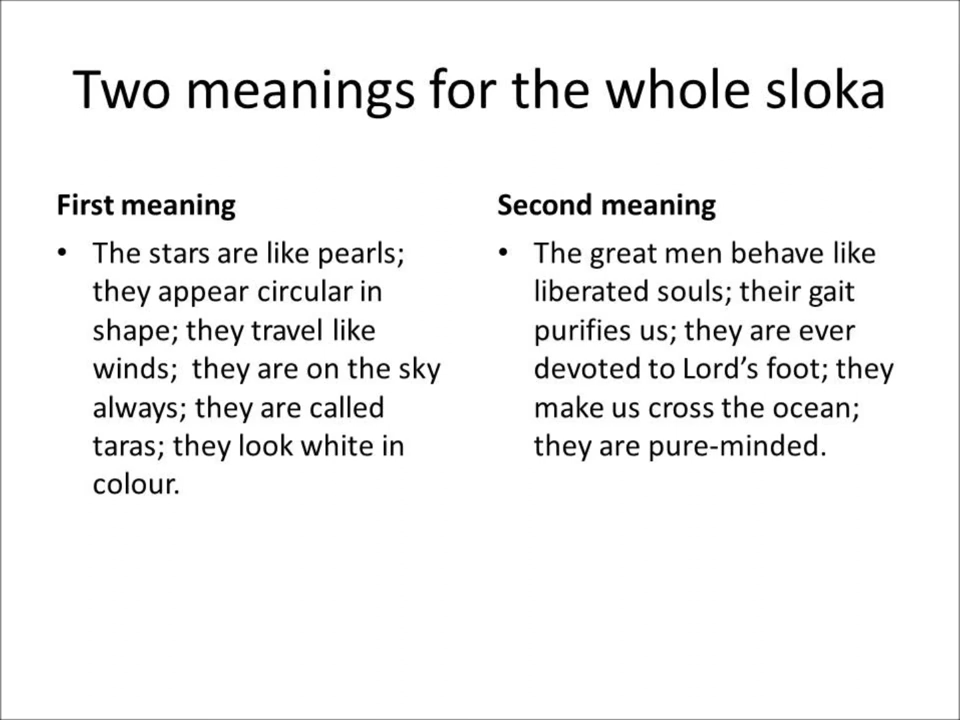 Two meanings for the whole sloka
First meaning
• The stars are like pearls;
they appear circular in
shape; they travel like
winds;  they are on the sky
always; they are called
taras; they look white in
colour.
Second meaning
• The great men behave like
liberated souls; their gait
purifies us; they are ever
devoted to Lord’s foot; they
make us cross the ocean;
they are pure-minded.